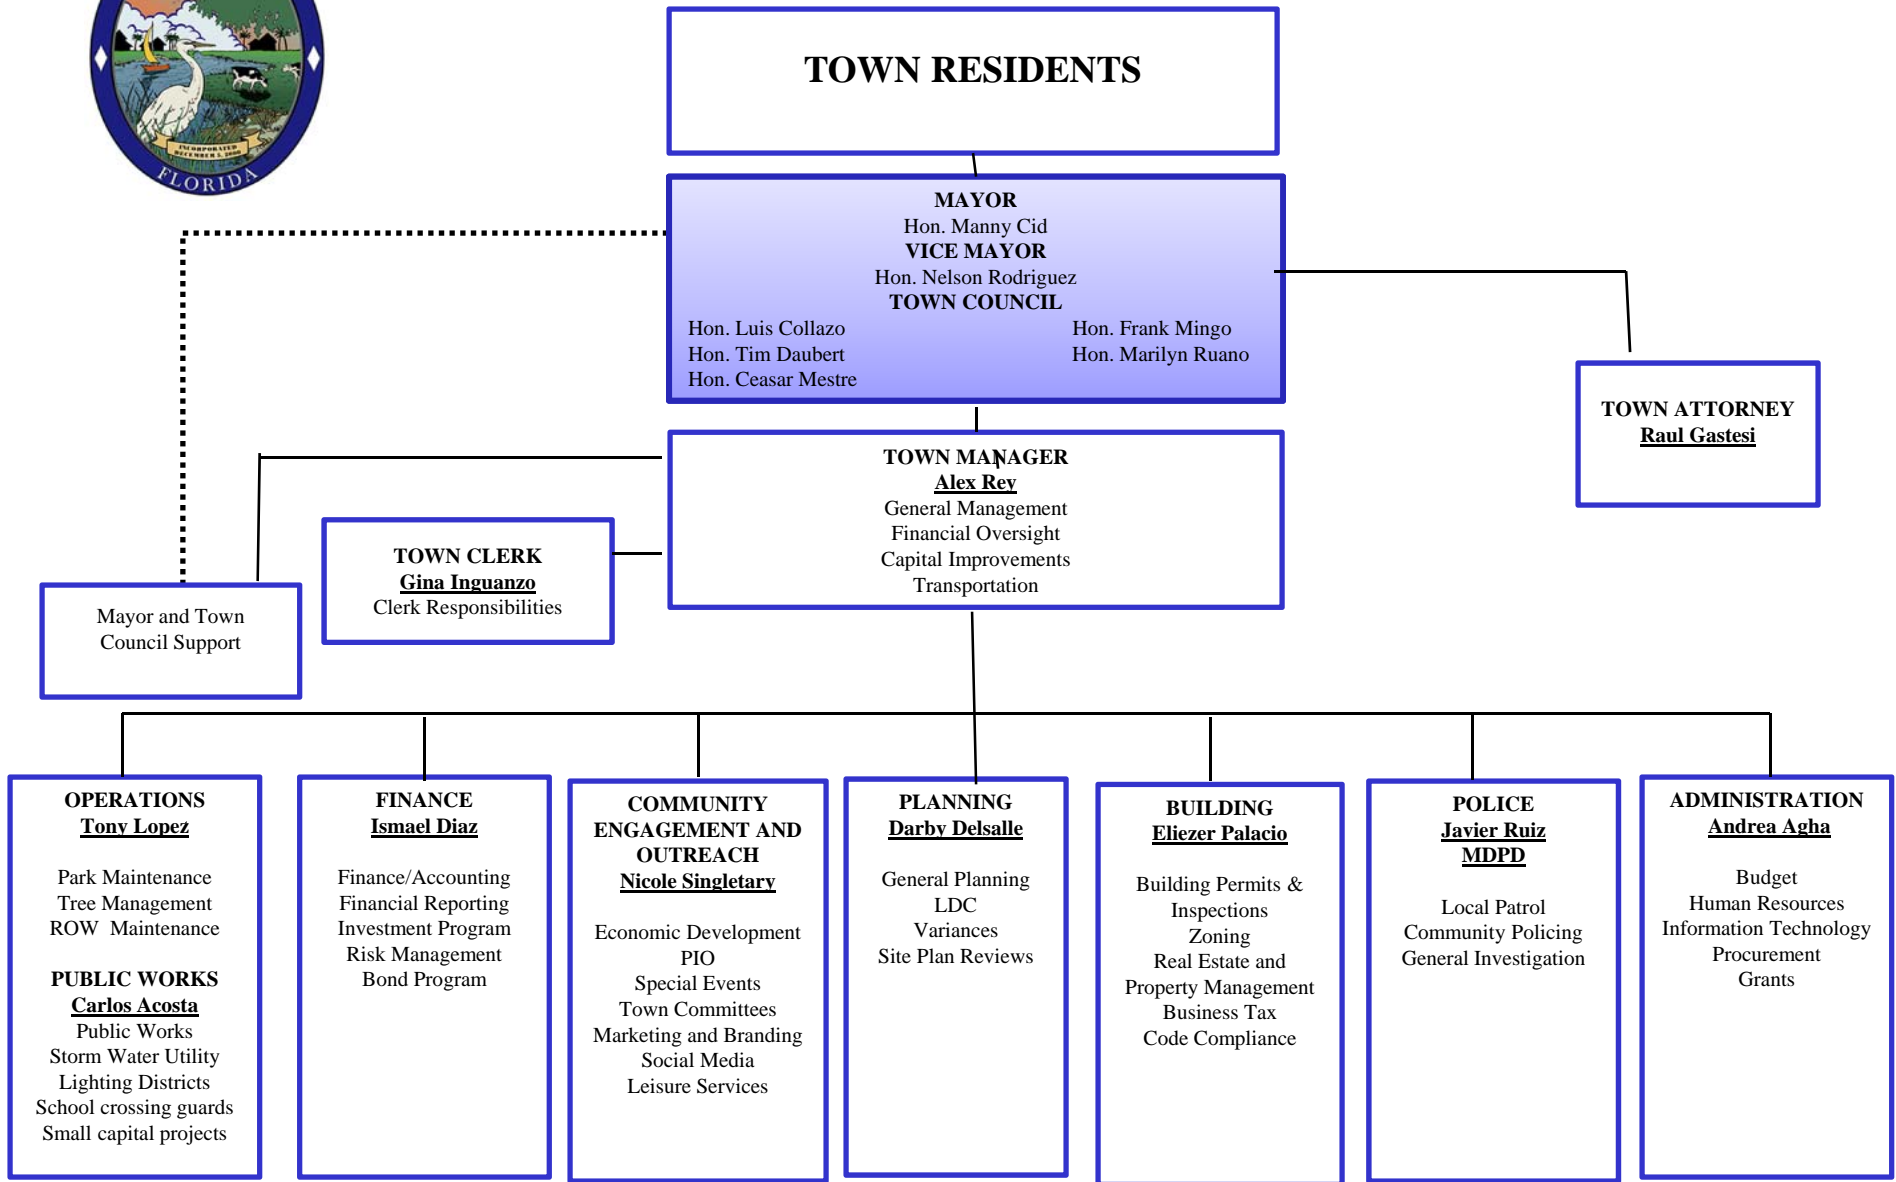 INCORPORATED
DECEMBER 5, 2000
FLORIDA
TOWN RESIDENTS
MAYOR
Hon. Manny Cid
VICE MAYOR
Hon. Nelson Rodriguez
TOWN COUNCIL
Hon. Luis Collazo
Hon. Tim Daubert
Hon. Ceasar Mestre
Hon. Frank Mingo
Hon. Marilyn Ruano
TOWN ATTORNEY
Raul Gastesi
TOWN MANAGER
Alex Rey
General Management
Financial Oversight
Capital Improvements
Transportation
TOWN CLERK
Gina Inguanzo
Clerk Responsibilities
Mayor and Town
Council Support
OPERATIONS
Tony Lopez
Park Maintenance
Tree Management
ROW  Maintenance
PUBLIC WORKS
Carlos Acosta
Public Works
Storm Water Utility
Lighting Districts
School crossing guards
Small capital projects
FINANCE
Ismael Diaz
Finance/Accounting
Financial Reporting
Investment Program
Risk Management
Bond Program
COMMUNITY
ENGAGEMENT AND
OUTREACH
Nicole Singletary
Economic Development
PIO
Special Events
Town Committees
Marketing and Branding
Social Media
Leisure Services
PLANNING
Darby Delsalle
General Planning
LDC
Variances
Site Plan Reviews
BUILDING
Eliezer Palacio
Building Permits &
Inspections
Zoning
Real Estate and
Property Management
Business Tax
Code Compliance
POLICE
Javier Ruiz
MDPD
Local Patrol
Community Policing
General Investigation
ADMINISTRATION
Andrea Agha
Budget
Human Resources
Information Technology
Procurement
Grants